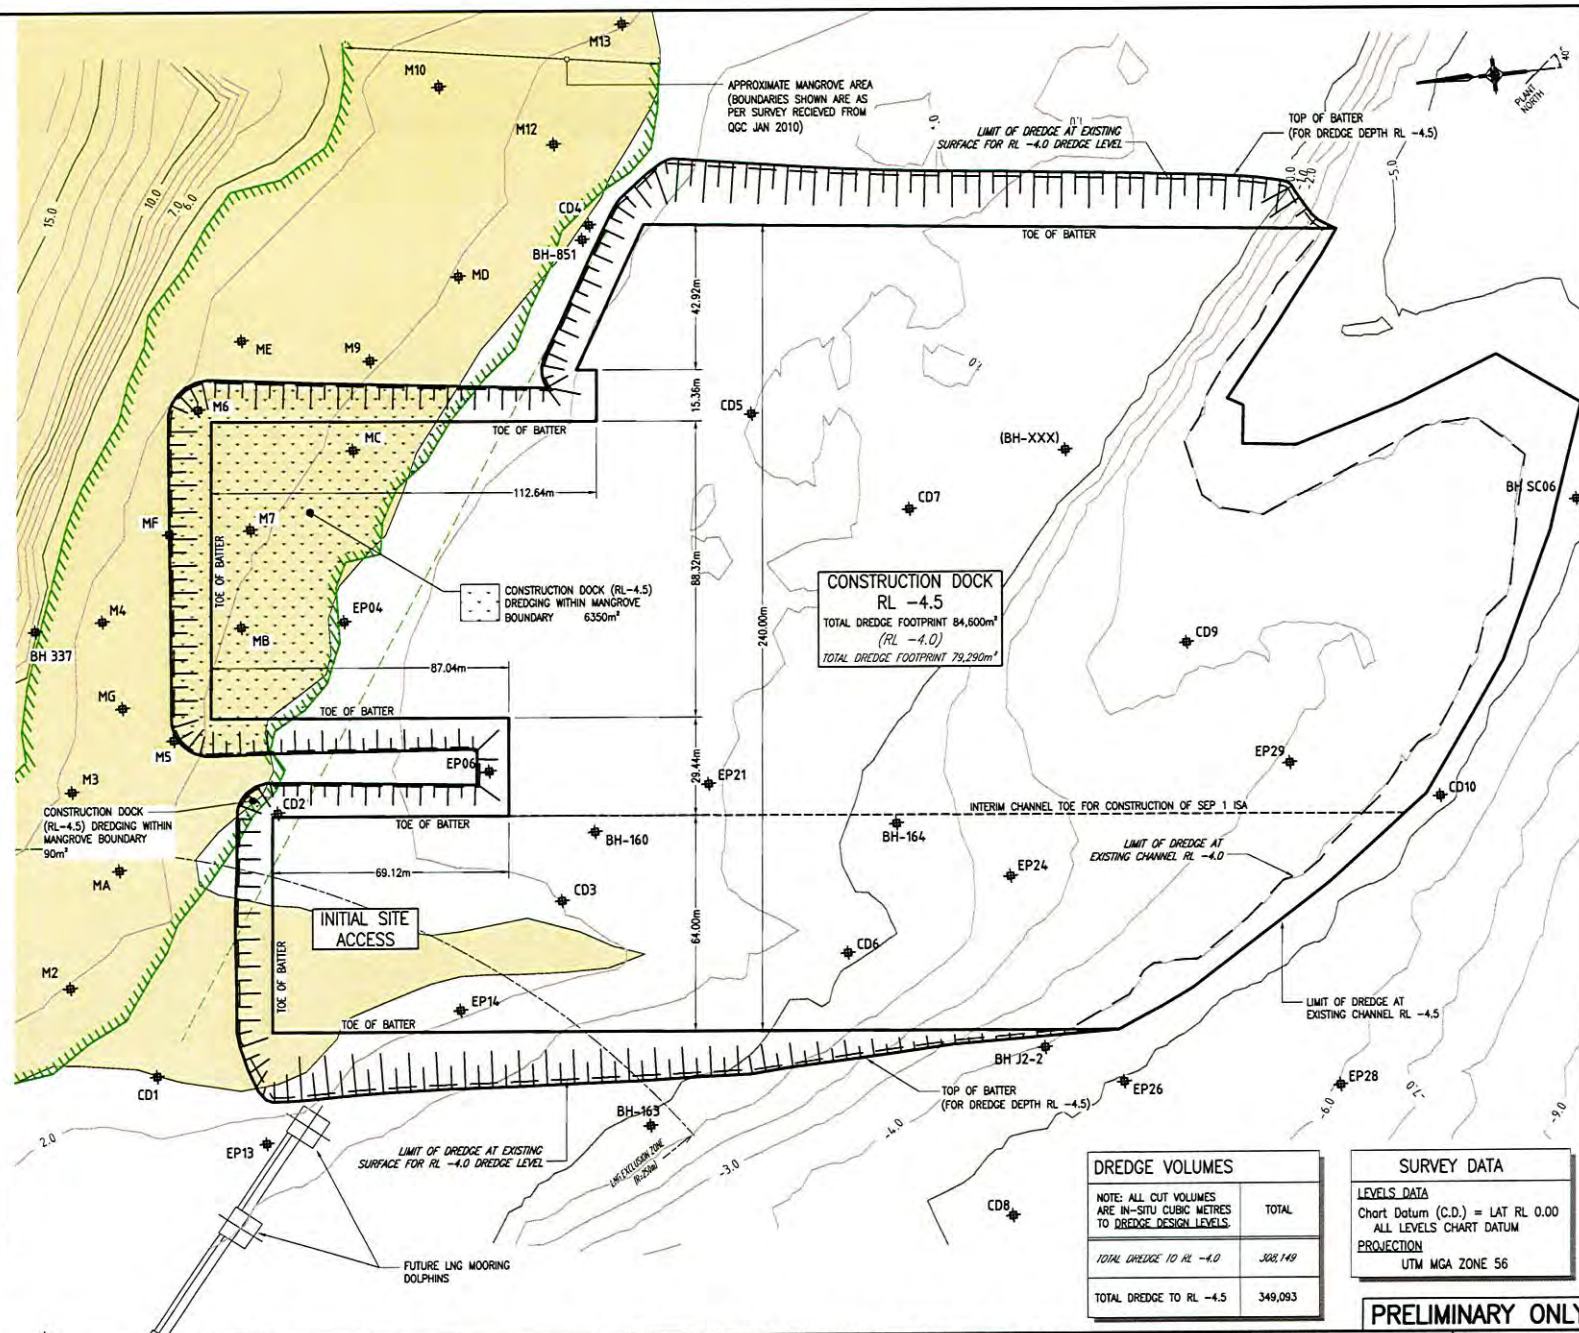 M13
M10
M12
APPROXIMATE MANGROVE AREA
(BOUNDARIES SHOWN ARE AS
PER SURVEY RECIEVED FROM
QGC JAN 2010)
LIMIT OF DREDGE AT EXISTING
SURFACE FOR RL -4.0 DREDGE LEVEL
TOP OF BATTER
(FOR DREDGE DEPTH RL -4.5)
PLANT
NORTH
40°
15.0
10.0
7.0
6.0
1.0
0.0
-1.0
-2.0
-5.0
CD4
BH-851
MD
TOE OF BATTER
42.92m
ME
M9
15.36m
M6
TOE OF BATTER
CD5
MC
(BH-XXX)
112.64m
CD7
BH SC06
MF
M7
TOE OF BATTER
88.32m
CONSTRUCTION DOCK (RL-4.5)
DREDGING WITHIN MANGROVE
BOUNDARY 6350m²
CONSTRUCTION DOCK
RL -4.5
TOTAL DREDGE FOOTPRINT 84,600m²
(RL -4.0)
TOTAL DREDGE FOOTPRINT 79,290m²
M4
EP04
MB
BH 337
240.00m
CD9
87.04m
MG
TOE OF BATTER
M5
EP06
29.44m
EP21
EP29
M3
CD10
CONSTRUCTION DOCK
(RL-4.5) DREDGING WITHIN
MANGROVE BOUNDARY
90m²
CD2
TOE OF BATTER
INTERIM CHANNEL TOE FOR CONSTRUCTION OF SEP 1 ISA
BH-160
BH-164
LIMIT OF DREDGE AT
EXISTING CHANNEL RL -4.0
MA
69.12m
EP24
CD3
INITIAL SITE
ACCESS
64.00m
CD6
M2
TOE OF BATTER
EP14
LIMIT OF DREDGE AT
EXISTING CHANNEL RL -4.5
TOE OF BATTER
BH J2-2
CD1
TOP OF BATTER
(FOR DREDGE DEPTH RL -4.5)
EP26
EP28
-6.0
-7.0
-9.0
2.0
EP13
BH-163
-4.0
-3.0
LIMIT OF DREDGE AT EXISTING
SURFACE FOR RL -4.0 DREDGE LEVEL
LNG EXCLUSION ZONE
(R=250m)
CD8
FUTURE LNG MOORING
DOLPHINS
DREDGE VOLUMES
NOTE: ALL CUT VOLUMES
ARE IN-SITU CUBIC METRES
TO DREDGE DESIGN LEVELS.
TOTAL
TOTAL DREDGE TO RL -4.0 308,149
TOTAL DREDGE TO RL -4.5 349,093
SURVEY DATA
LEVELS DATA
Chart Datum (C.D.) = LAT RL 0.00
ALL LEVELS CHART DATUM
PROJECTION
UTM MGA ZONE 56
PRELIMINARY ONLY